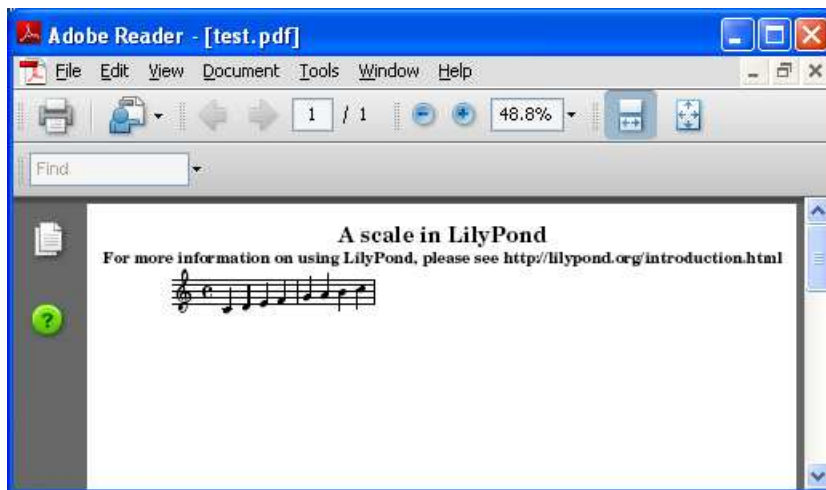 Adobe Reader - [test.pdf]
File Edit View Document Tools Window Help
1 / 1 48.8%
Find
A scale in LilyPond
For more information on using LilyPond, please see http://lilypond.org/introduction.html